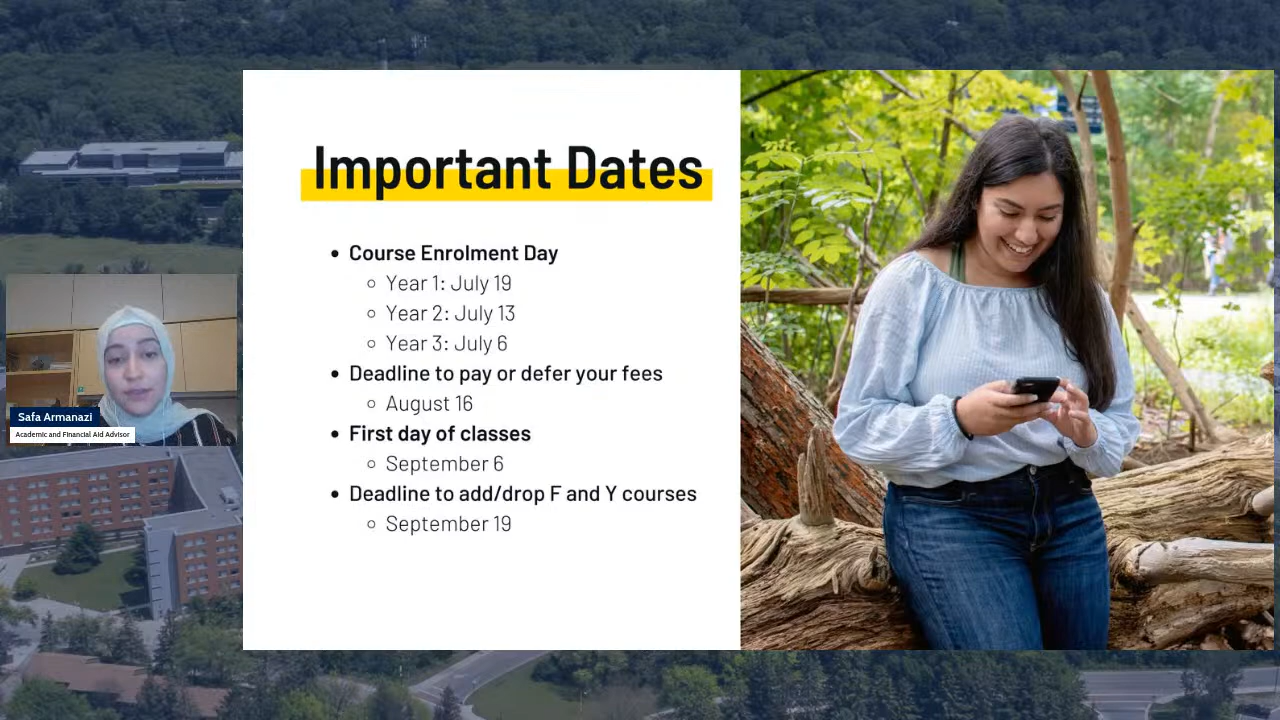 Important Dates
Course Enrolment Day
Year 1: July 19
Year 2: July 13
Year 3: July 6
Deadline to pay or defer your fees
August 16
First day of classes
September 6
Deadline to add/drop F and Y courses
September 19
Safa Armanazi
Academic and Financial Aid Advisor